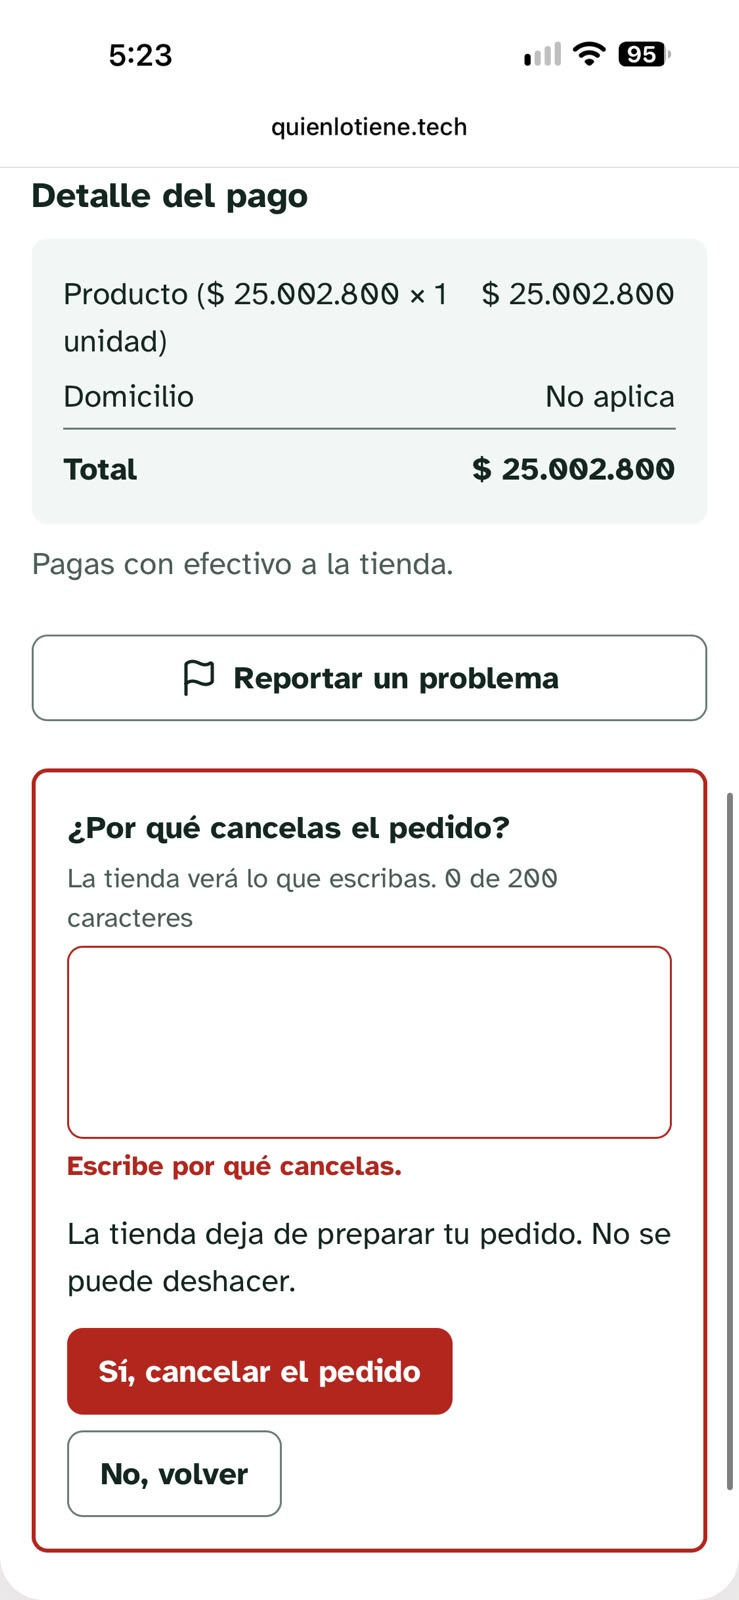 5:23
95
quienlotiene.tech
Detalle del pago
Producto ($ 25.002.800 × 1 unidad) $ 25.002.800
Domicilio No aplica
Total $ 25.002.800
Pagas con efectivo a la tienda.
Reportar un problema
¿Por qué cancelas el pedido?
La tienda verá lo que escribas. 0 de 200
caracteres
Escribe por qué cancelas.
La tienda deja de preparar tu pedido. No se
puede deshacer.
Sí, cancelar el pedido
No, volver